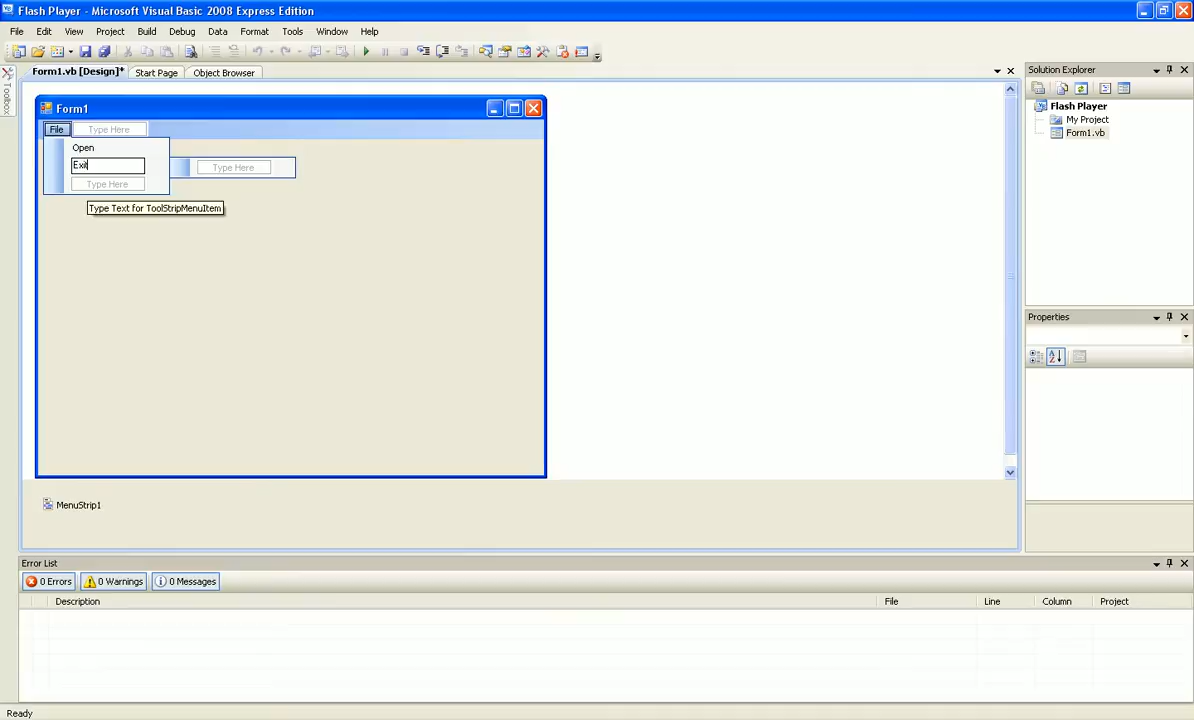 Flash Player - Microsoft Visual Basic 2008 Express Edition
File Edit View Project Build Debug Data Format Tools Window Help
Form1.vb [Design]* Start Page Object Browser
Toolbox
Form1
File Type Here
Open
Exit Type Here
Type Here
Type Text for ToolStripMenuItem
MenuStrip1
Solution Explorer
Flash Player
My Project
Form1.vb
Properties
Error List
0 Errors 0 Warnings 0 Messages
Description File Line Column Project
Ready